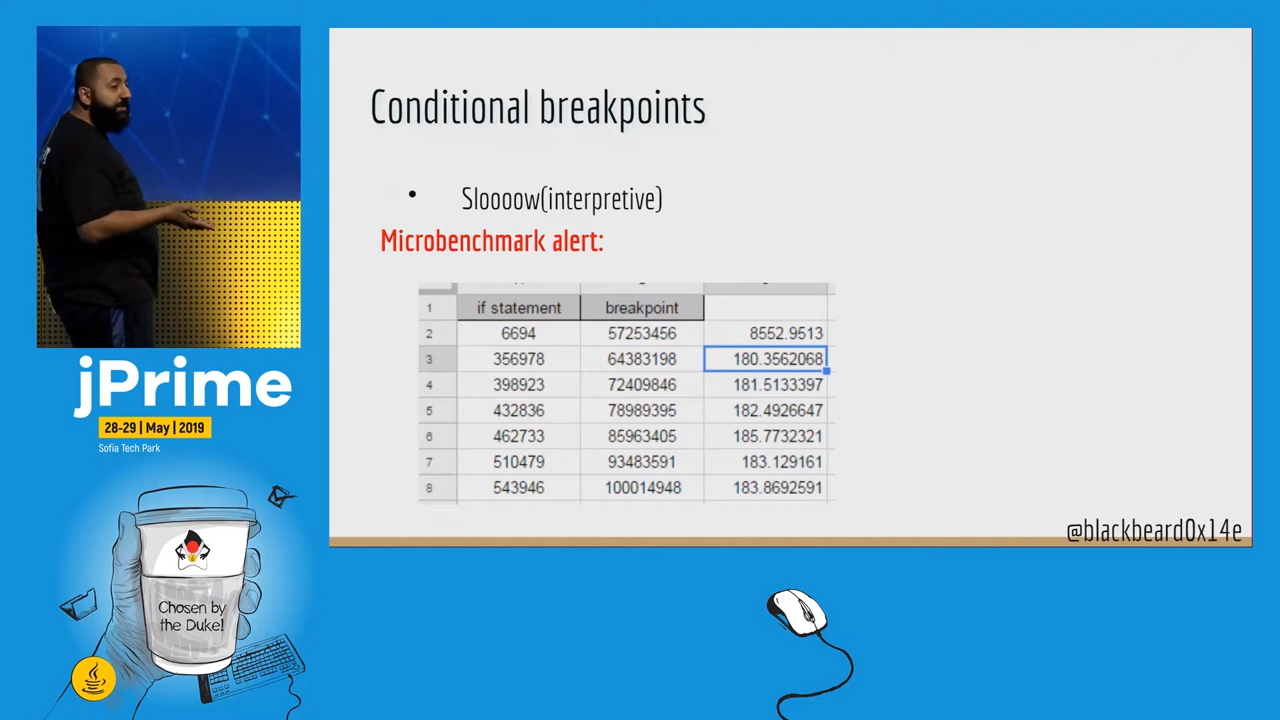 Conditional breakpoints
• Sloooow(interpretive)
Microbenchmark alert:
1 if statement breakpoint
2 6694 57253456 8552.9513
3 356978 64383198 180.3562068
4 398923 72409846 181.5133397
5 432836 78989395 182.4926647
6 462733 85963405 185.7732321
7 510479 93483591 183.129161
8 543946 100014948 183.8692591
@blackbeard0x14e
jPrime
28-29 | May | 2019
Sofia Tech Park
Chosen by
the Duke!